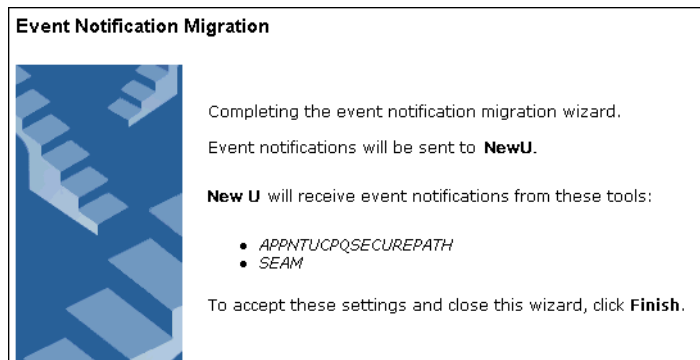 Event Notification Migration
Completing the event notification migration wizard.
Event notifications will be sent to NewU.
New U will receive event notifications from these tools:
• APPNTUCPQSECUREPATH
• SEAM
To accept these settings and close this wizard, click Finish.